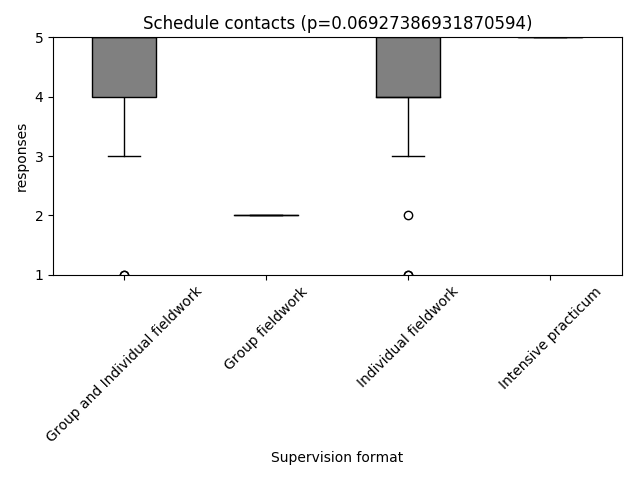 Schedule contacts (p=0.06927386931870594)
responses
5
4
3
2
1
Group and Individual fieldwork
Group fieldwork
Individual fieldwork
Intensive practicum
Supervision format